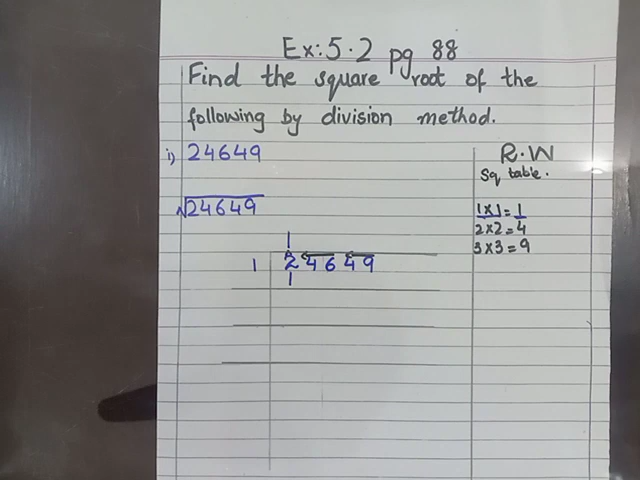 Ex: 5.2 pg 88
Find the square root of the
following by division method.
i) 24649
√24649
1
1 24649
1
R.W
Sq table.
1x1=1
2x2=4
3x3=9